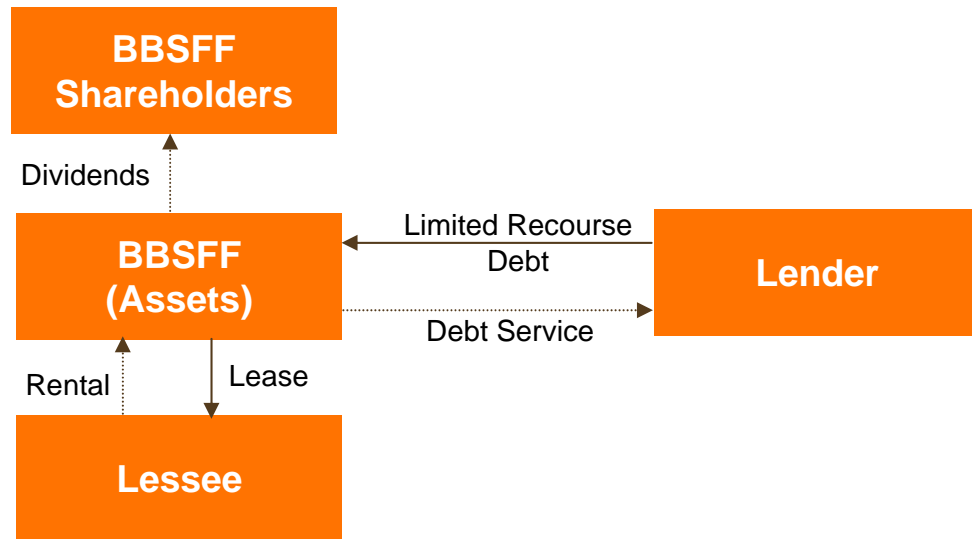 BBSFF
Shareholders
Dividends
BBSFF
(Assets)
Limited Recourse
Debt
Lender
Debt Service
Rental
Lease
Lessee